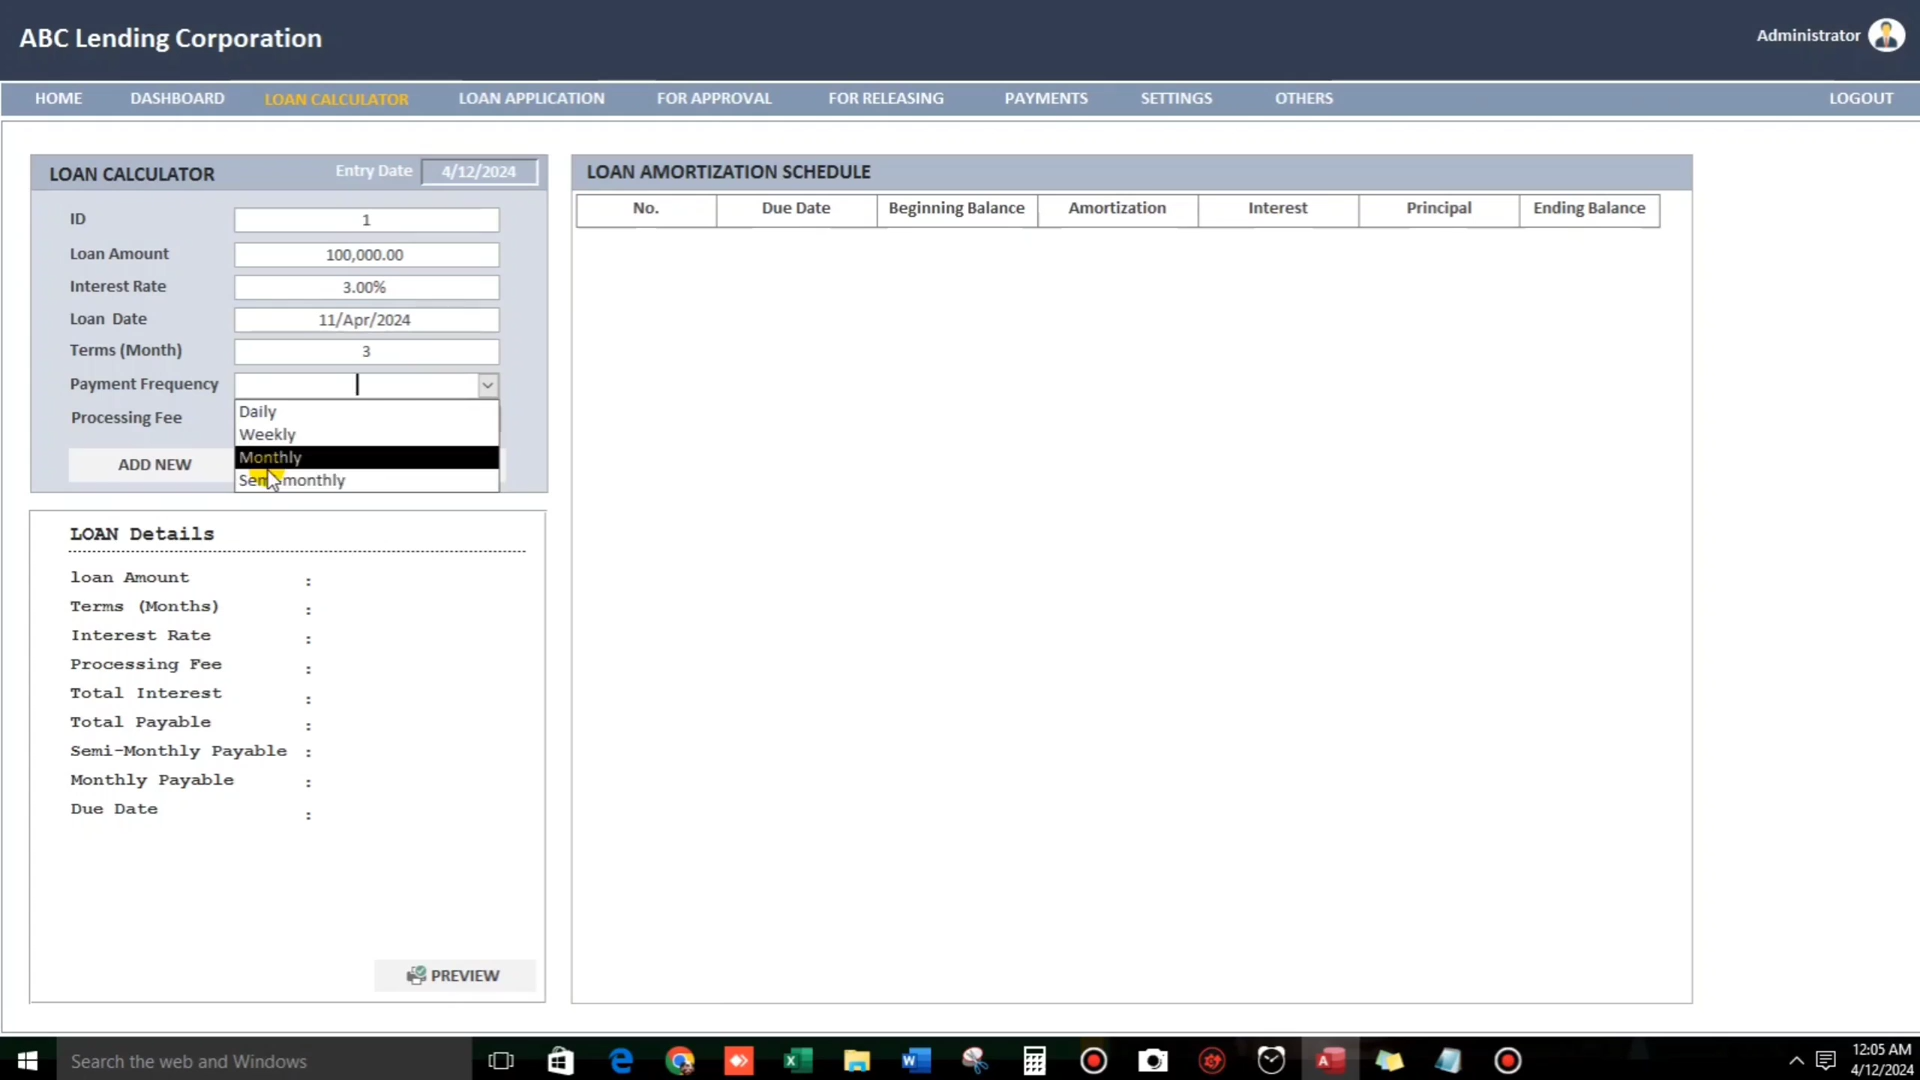 ABC Lending Corporation
Administrator
HOME DASHBOARD LOAN CALCULATOR LOAN APPLICATION FOR APPROVAL FOR RELEASING PAYMENTS SETTINGS OTHERS LOGOUT
LOAN CALCULATOR Entry Date 4/12/2024
ID 1
Loan Amount 100,000.00
Interest Rate 3.00%
Loan Date 11/Apr/2024
Terms (Month) 3
Payment Frequency
Daily
Processing Fee
Weekly
Monthly
ADD NEW
Semi-monthly
LOAN Details
loan Amount :
Terms (Months) :
Interest Rate :
Processing Fee :
Total Interest :
Total Payable :
Semi-Monthly Payable :
Monthly Payable :
Due Date :
PREVIEW
LOAN AMORTIZATION SCHEDULE
No. Due Date Beginning Balance Amortization Interest Principal Ending Balance
Search the web and Windows
12:05 AM
4/12/2024